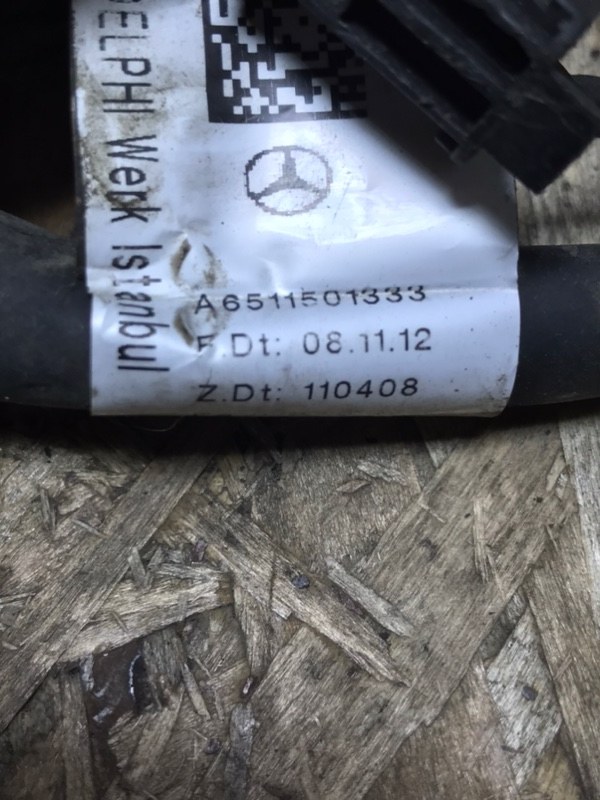 DELPHI Werk Istanbul
A6511501333
F.Dt: 08.11.12
Z.Dt: 110408